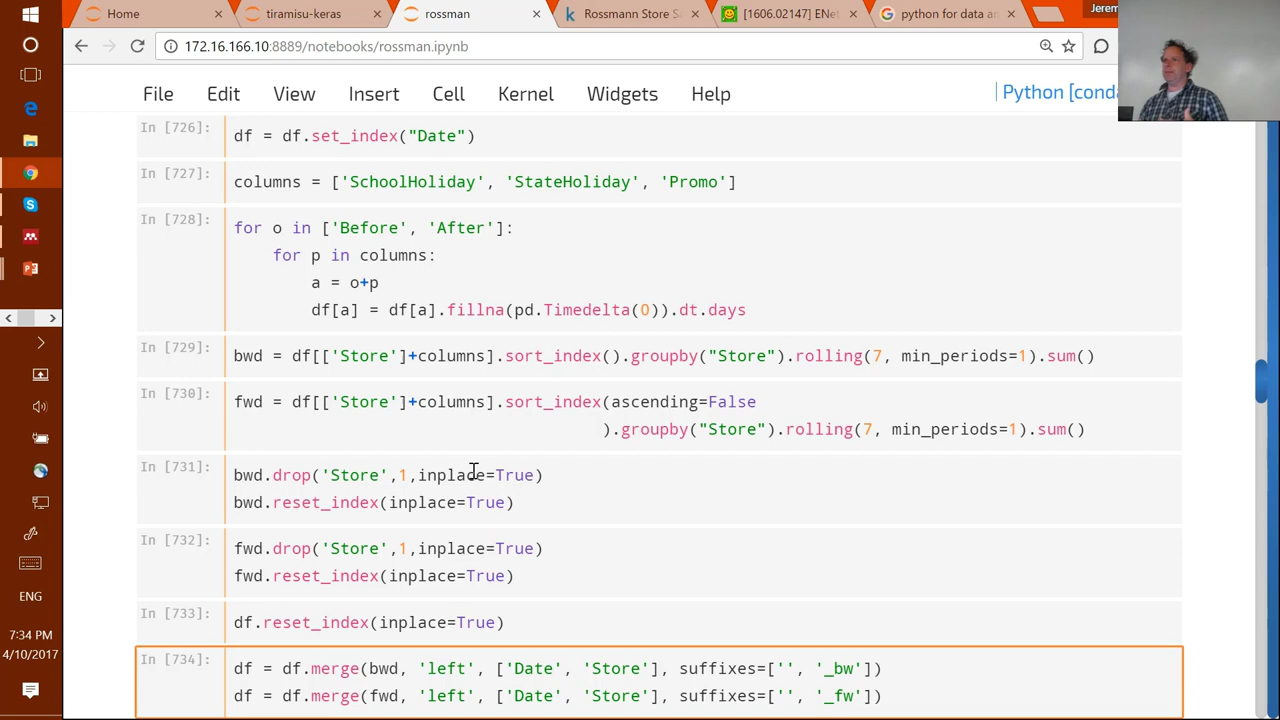 Home
tiramisu-keras
rossman
Rossmann Store S
[1606.02147] ENet
python for data an
Jerem
172.16.166.10:8889/notebooks/rossman.ipynb
File Edit View Insert Cell Kernel Widgets Help
Python [conda
In [726]: df = df.set_index("Date")
In [727]: columns = ['SchoolHoliday', 'StateHoliday', 'Promo']
In [728]: for o in ['Before', 'After']:
for p in columns:
a = o+p
df[a] = df[a].fillna(pd.Timedelta(0)).dt.days
In [729]: bwd = df[['Store']+columns].sort_index().groupby("Store").rolling(7, min_periods=1).sum()
In [730]: fwd = df[['Store']+columns].sort_index(ascending=False
).groupby("Store").rolling(7, min_periods=1).sum()
In [731]: bwd.drop('Store',1,inplace=True)
bwd.reset_index(inplace=True)
In [732]: fwd.drop('Store',1,inplace=True)
fwd.reset_index(inplace=True)
In [733]: df.reset_index(inplace=True)
In [734]: df = df.merge(bwd, 'left', ['Date', 'Store'], suffixes=['', '_bw'])
df = df.merge(fwd, 'left', ['Date', 'Store'], suffixes=['', '_fw'])
ENG
7:34 PM
4/10/2017